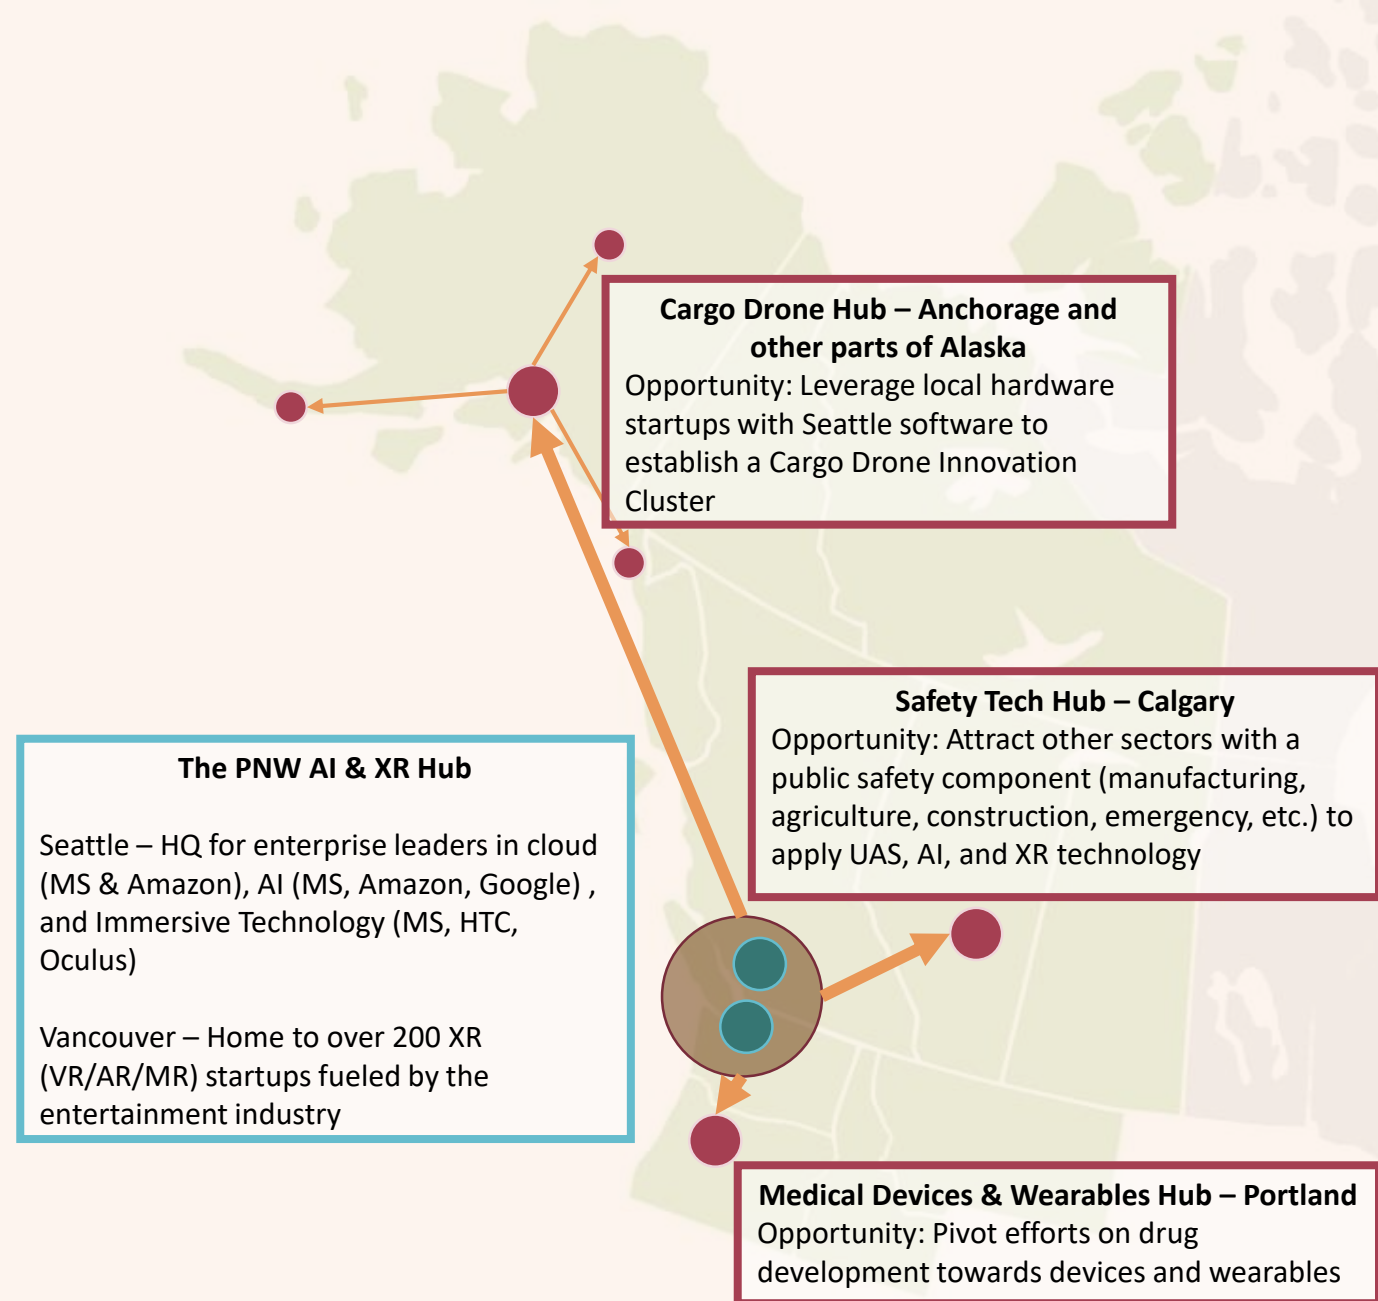 Cargo Drone Hub – Anchorage and
other parts of Alaska
Opportunity: Leverage local hardware
startups with Seattle software to
establish a Cargo Drone Innovation
Cluster
Safety Tech Hub – Calgary
Opportunity: Attract other sectors with a
public safety component (manufacturing,
agriculture, construction, emergency, etc.) to
apply UAS, AI, and XR technology
The PNW AI & XR Hub
Seattle – HQ for enterprise leaders in cloud
(MS & Amazon), AI (MS, Amazon, Google) ,
and Immersive Technology (MS, HTC,
Oculus)
Vancouver – Home to over 200 XR
(VR/AR/MR) startups fueled by the
entertainment industry
Medical Devices & Wearables Hub – Portland
Opportunity: Pivot efforts on drug
development towards devices and wearables